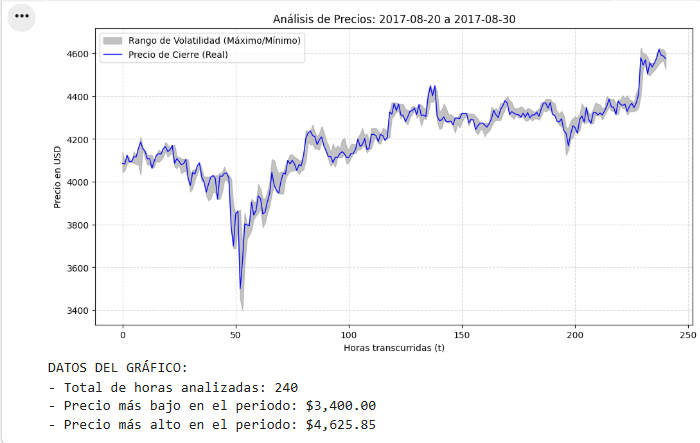 Análisis de Precios: 2017-08-20 a 2017-08-30
Rango de Volatilidad (Máximo/Mínimo)
Precio de Cierre (Real)
Precio en USD
4600
4400
4200
4000
3800
3600
3400
0 50 100 150 200 250
Horas transcurridas (t)
DATOS DEL GRÁFICO:
- Total de horas analizadas: 240
- Precio más bajo en el periodo: $3,400.00
- Precio más alto en el periodo: $4,625.85